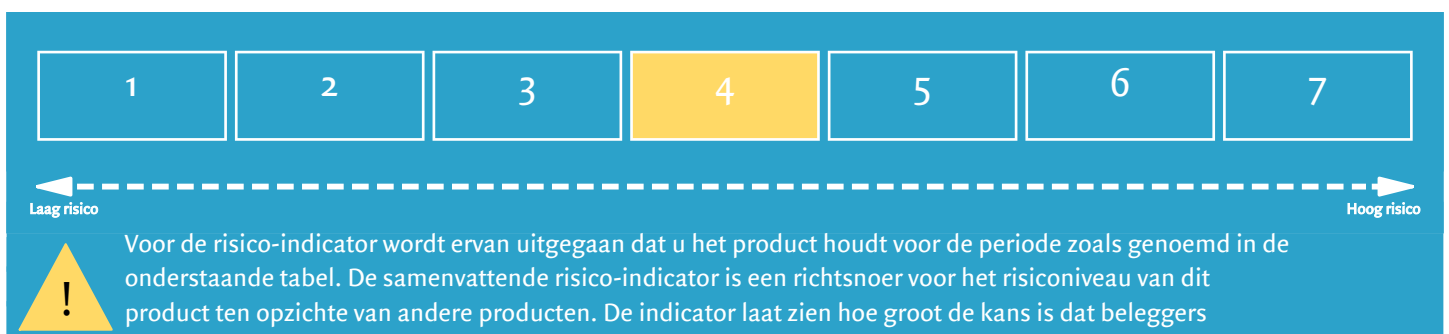 1 2 3 4 5 6 7
Laag risico Hoog risico
Voor de risico-indicator wordt ervan uitgegaan dat u het product houdt voor de periode zoals genoemd in de
onderstaande tabel. De samenvattende risico-indicator is een richtsnoer voor het risiconiveau van dit
! product ten opzichte van andere producten. De indicator laat zien hoe groot de kans is dat beleggers